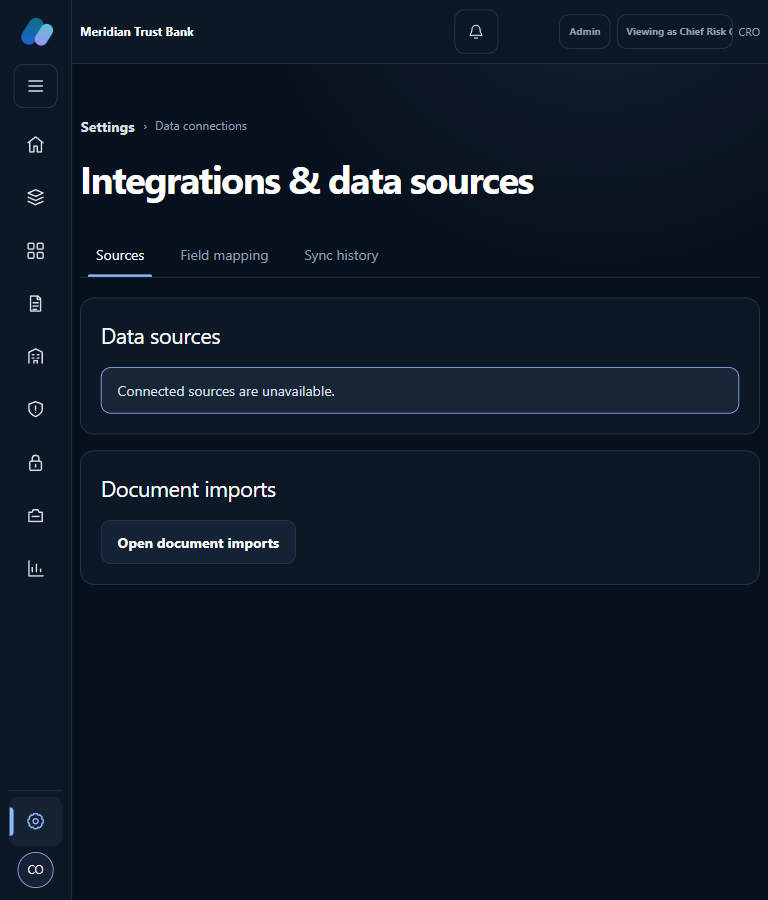 Meridian Trust Bank
Admin
Viewing as Chief Risk
CRO
Settings › Data connections
Integrations & data sources
Sources
Field mapping
Sync history
Data sources
Connected sources are unavailable.
Document imports
Open document imports
CO